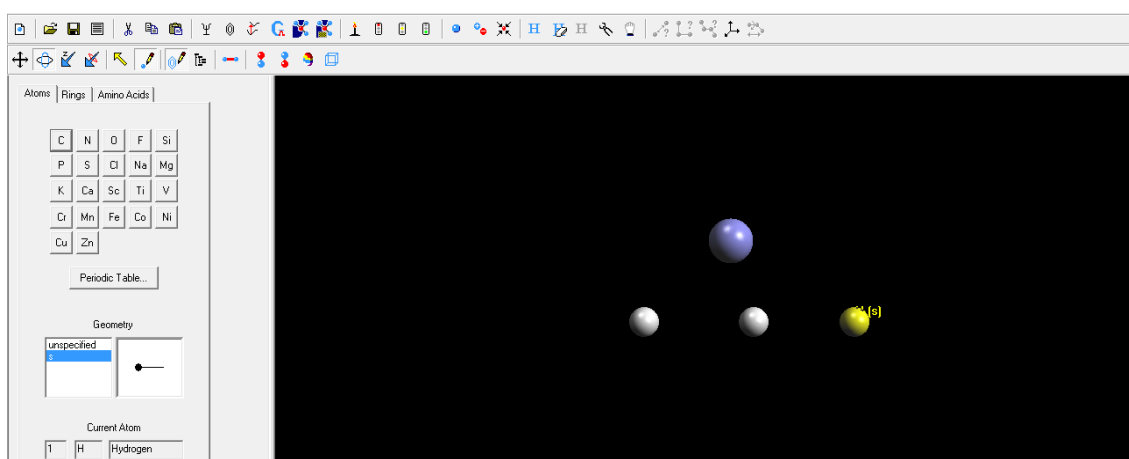 Atoms Rings Amino Acids
C N O F Si
P S Cl Na Mg
K Ca Sc Ti V
Cr Mn Fe Co Ni
Cu Zn
Periodic Table...
Geometry
unspecified
s
Current Atom
1 H Hydrogen
(s)